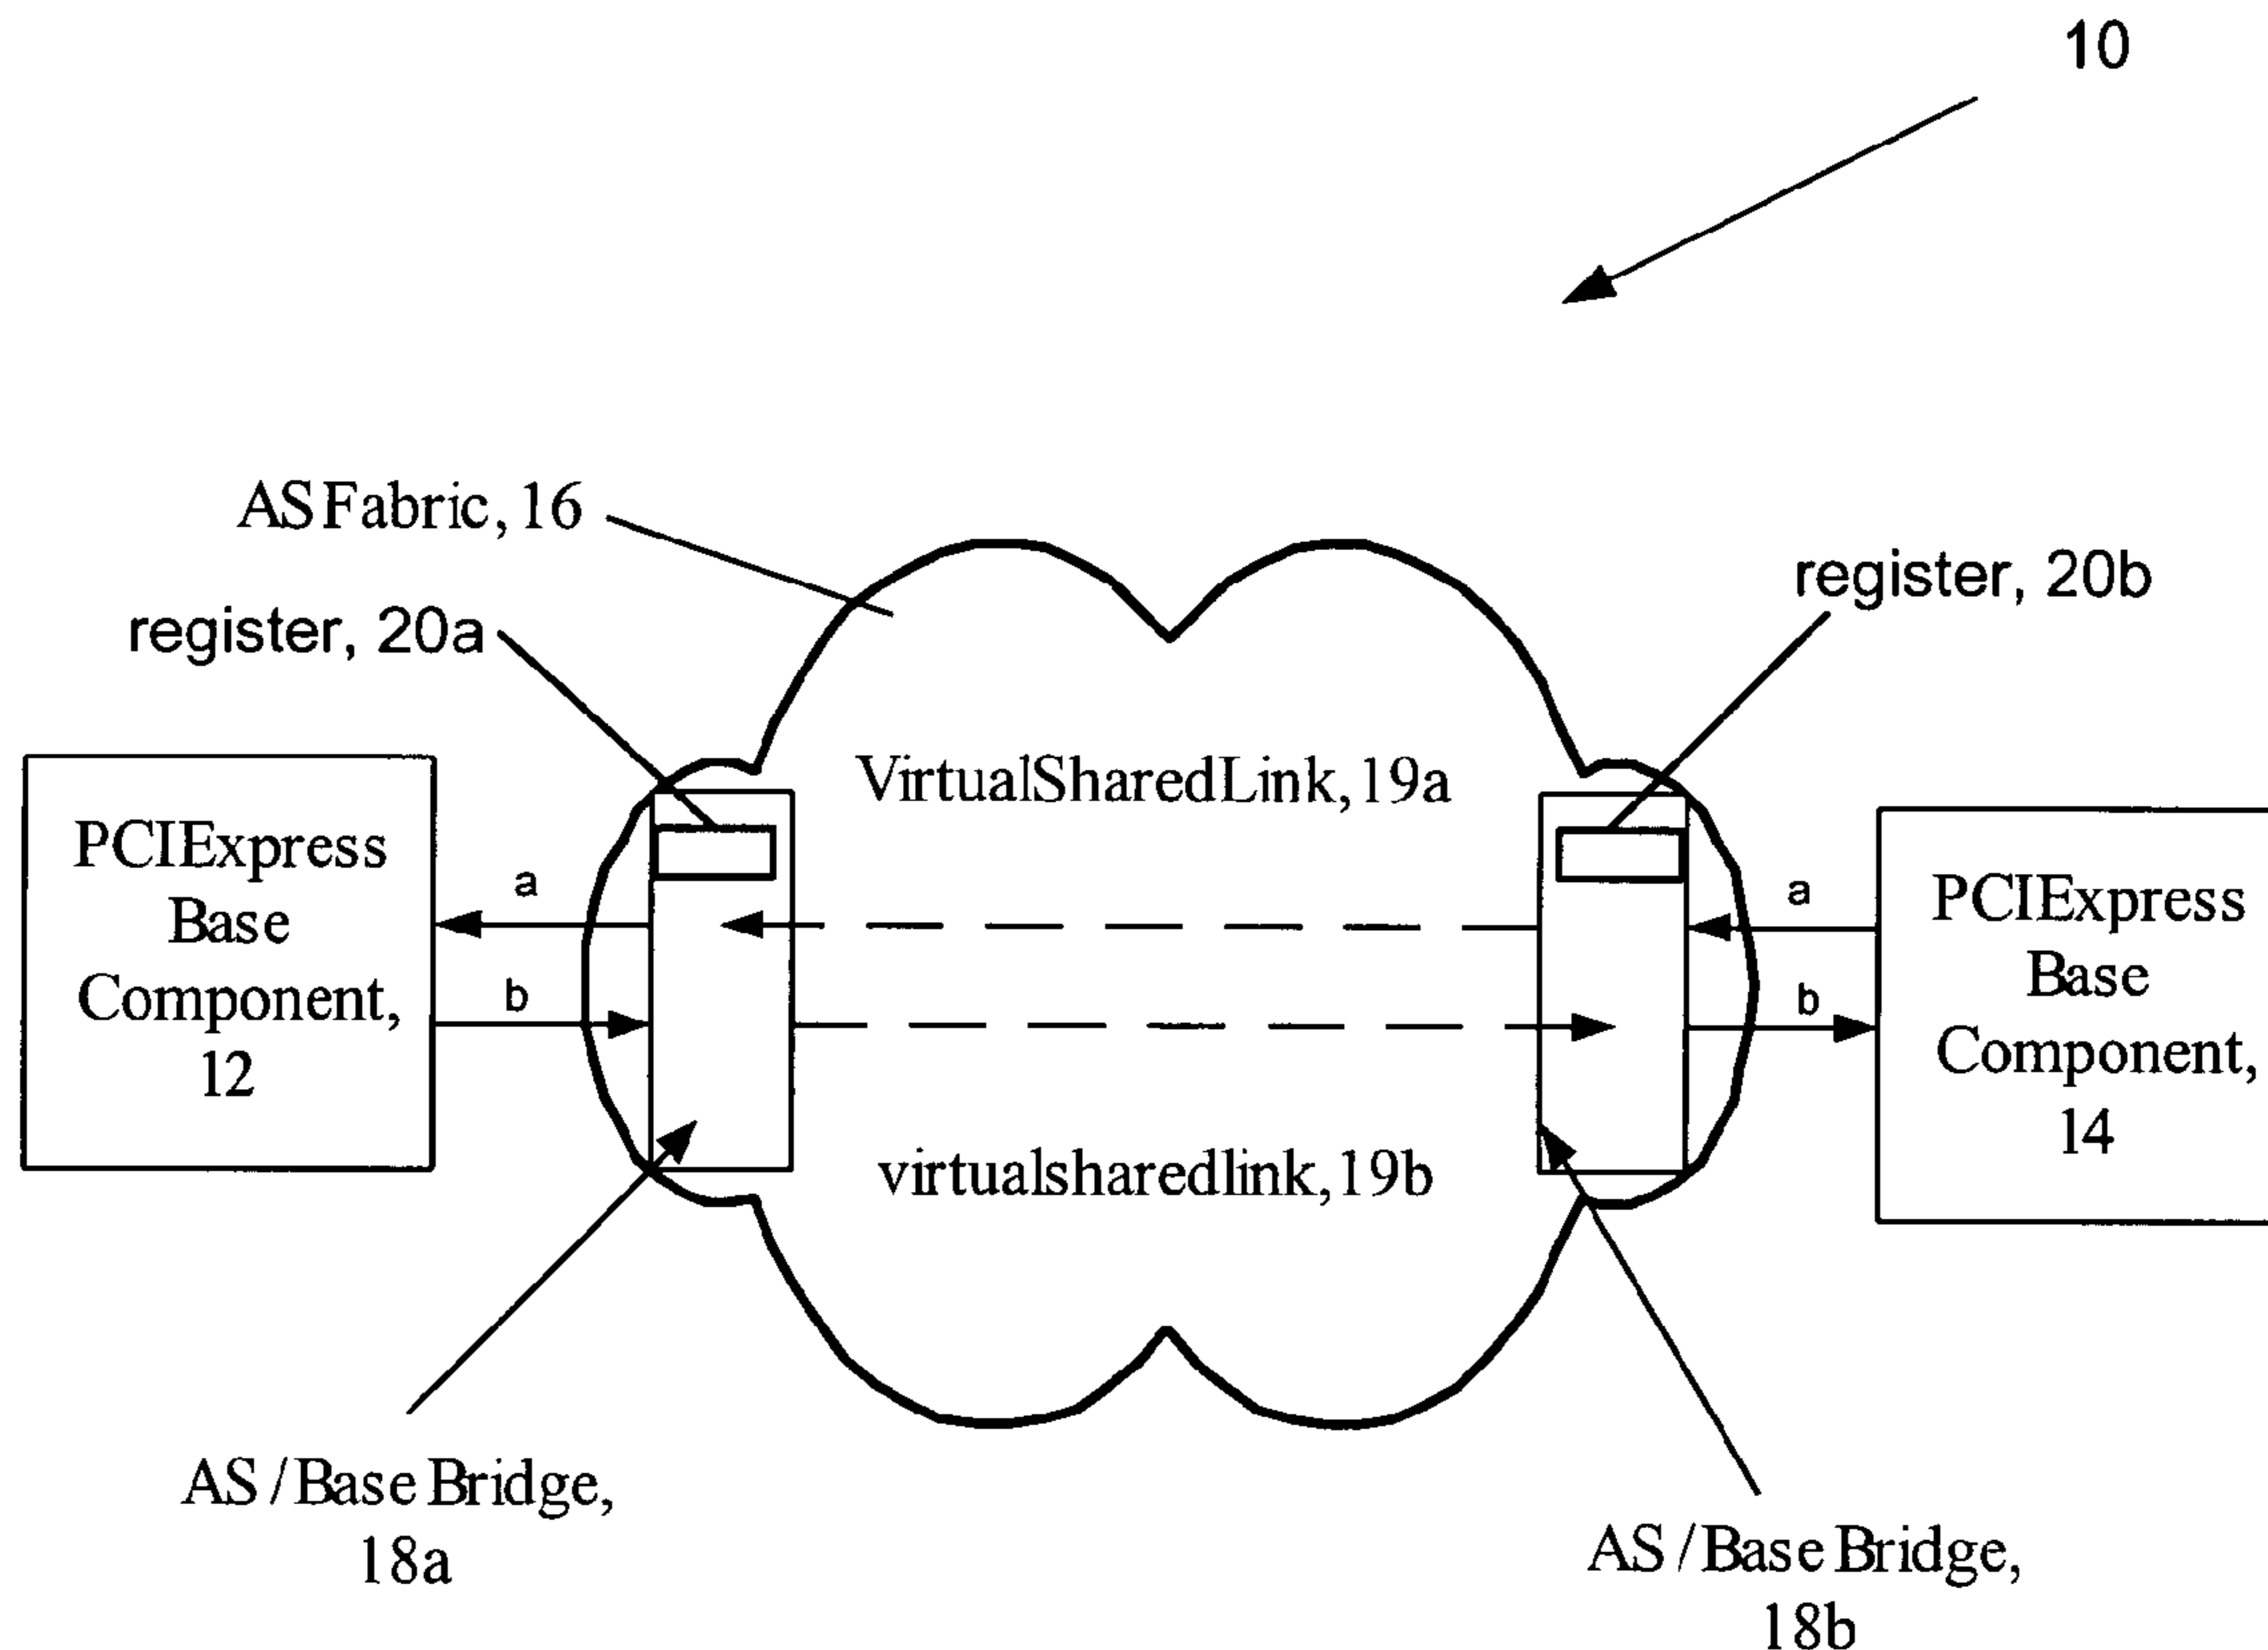 10
AS Fabric, 16
register, 20a
register, 20b
VirtualSharedLink, 19a
PCIExpress
Base
Component,
12
a
b
a
b
PCIExpress
Base
Component,
14
virtualsharedlink, 19b
AS / Base Bridge,
18a
AS / Base Bridge,
18b